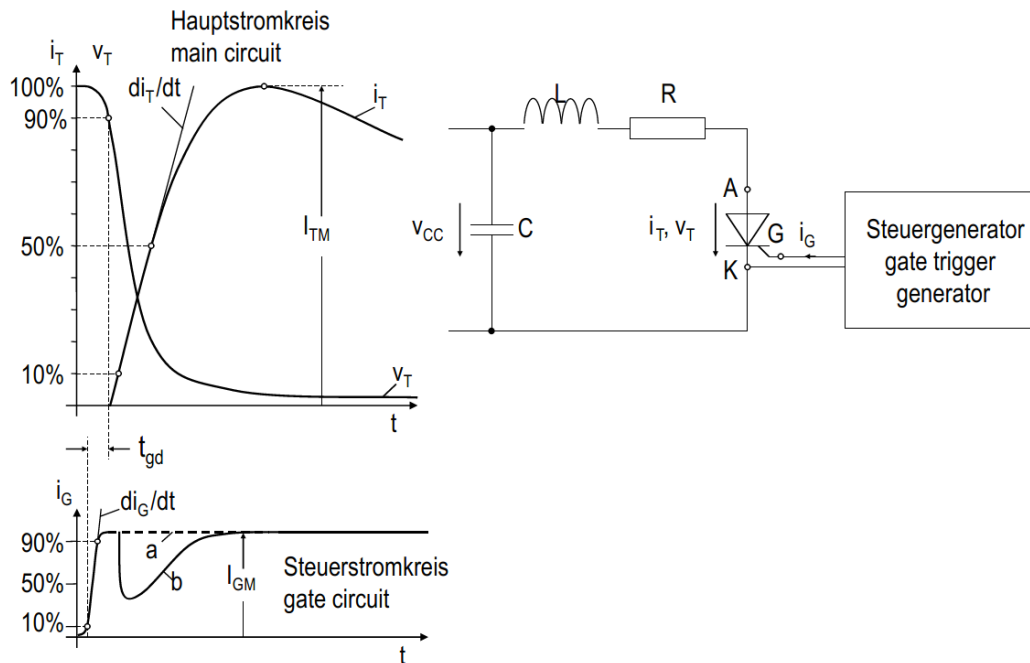 Hauptstromkreis
main circuit
i_T v_T
100%
90%
50%
10%
di_T/dt
i_T
I_TM
v_T
t
t_gd
L
R
v_CC
C
A
i_T, v_T
G
i_G
K
Steuergenerator
gate trigger
generator
i_G
di_G/dt
90%
50%
10%
a
b
I_GM
Steuerstromkreis
gate circuit
t